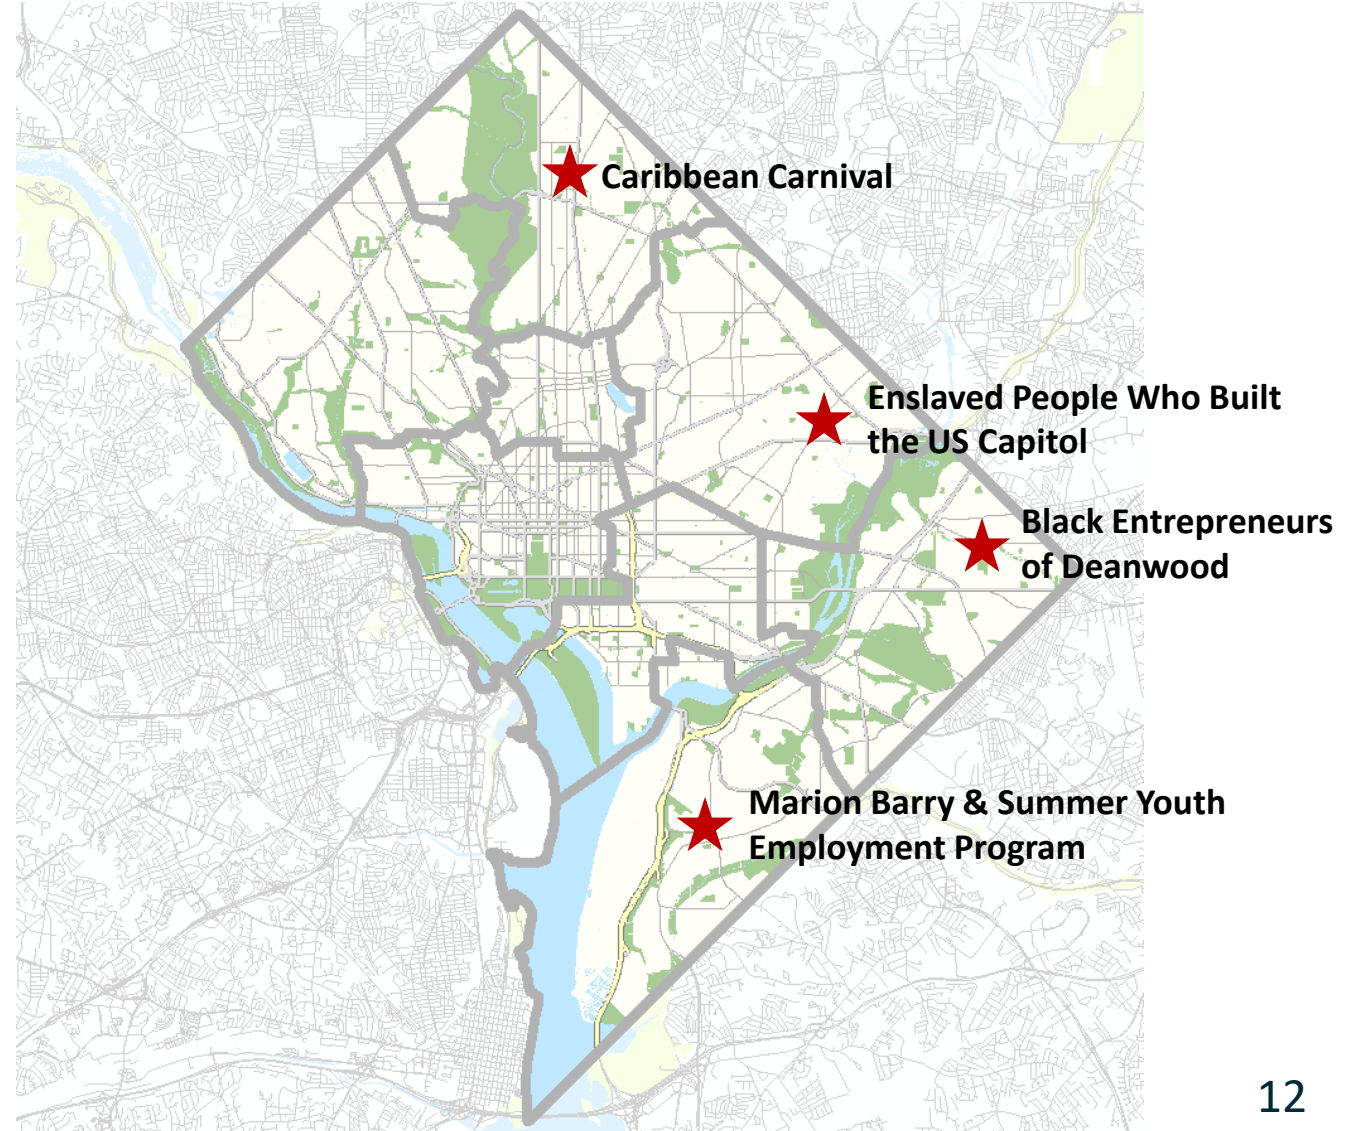 Caribbean Carnival
Enslaved People Who Built
the US Capitol
Black Entrepreneurs
of Deanwood
Marion Barry & Summer Youth
Employment Program
12